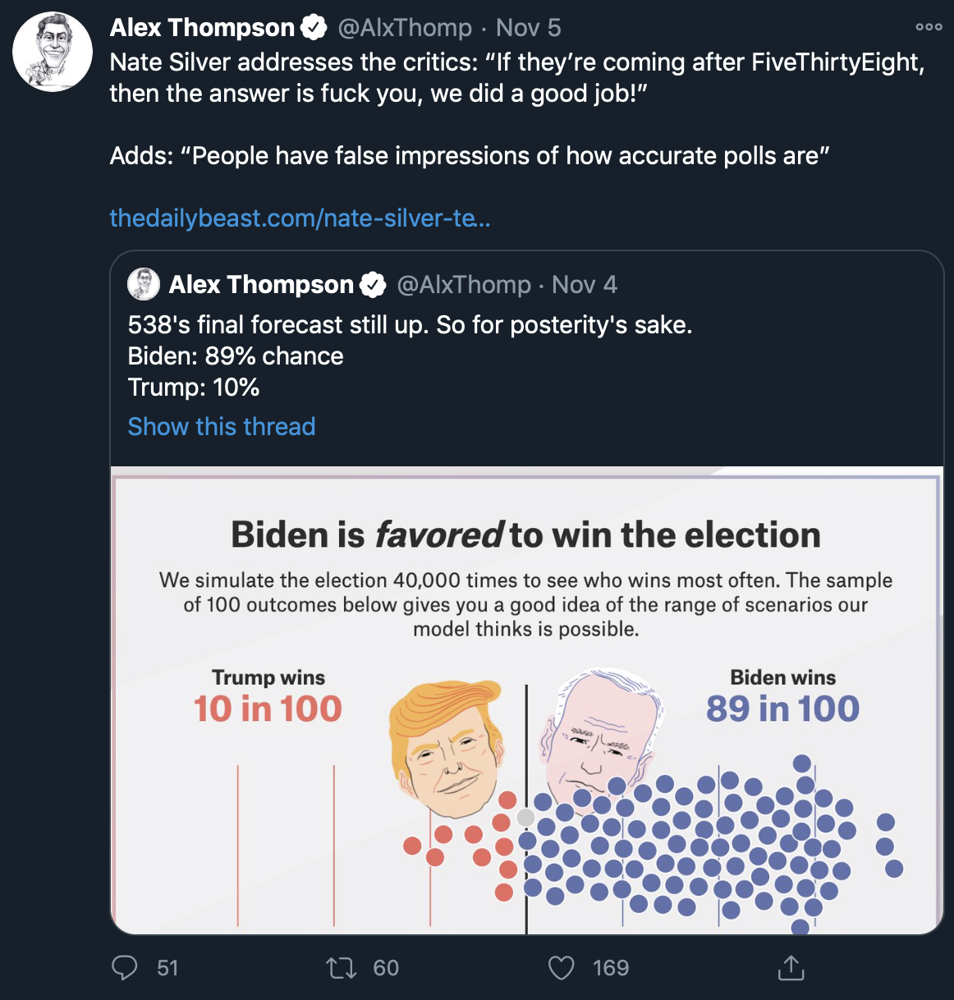 Alex Thompson @AlxThomp · Nov 5
Nate Silver addresses the critics: “If they’re coming after FiveThirtyEight,
then the answer is fuck you, we did a good job!”
Adds: “People have false impressions of how accurate polls are”
thedailybeast.com/nate-silver-te...
Alex Thompson @AlxThomp · Nov 4
538's final forecast still up. So for posterity's sake.
Biden: 89% chance
Trump: 10%
Show this thread
Biden is favored to win the election
We simulate the election 40,000 times to see who wins most often. The sample
of 100 outcomes below gives you a good idea of the range of scenarios our
model thinks is possible.
Trump wins
10 in 100
Biden wins
89 in 100
51 60 169